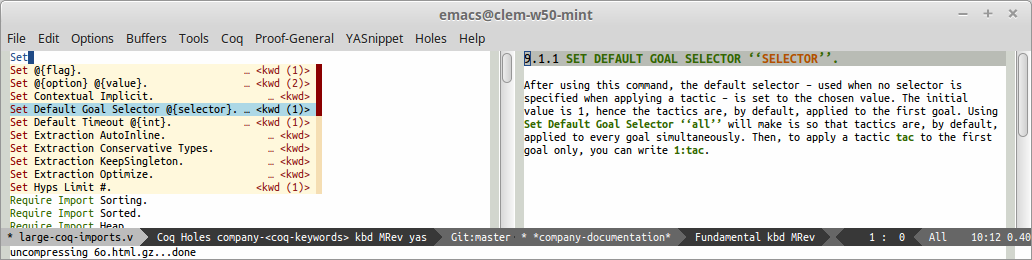 emacs@clem-w50-mint
File Edit Options Buffers Tools Coq Proof-General YASnippet Holes Help
Set
Set @{flag}. … <kwd (1)>
Set @{option} @{value}. … <kwd (2)>
Set Contextual Implicit. … <kwd>
Set Default Goal Selector @{selector}. … <kwd (1)>
Set Default Timeout @{int}. … <kwd (1)>
Set Extraction AutoInline. … <kwd>
Set Extraction Conservative Types. … <kwd>
Set Extraction KeepSingleton. … <kwd>
Set Extraction Optimize. … <kwd>
Set Hyps Limit #. <kwd (1)>
Require Import Sorting.
Require Import Sorted.
Require Import Heap
9.1.1 SET DEFAULT GOAL SELECTOR ‘‘SELECTOR’’.
After using this command, the default selector – used when no selector is
specified when applying a tactic – is set to the chosen value. The initial
value is 1, hence the tactics are, by default, applied to the first goal. Using
Set Default Goal Selector ‘‘all’’ will make is so that tactics are, by default,
applied to every goal simultaneously. Then, to apply a tactic tac to the first
goal only, you can write 1:tac.
* large-coq-imports.v Coq Holes company-<coq-keywords> kbd MRev yas Git:master
* *company-documentation* Fundamental kbd MRev 1 : 0 All 10:12 0.40
uncompressing 6o.html.gz...done